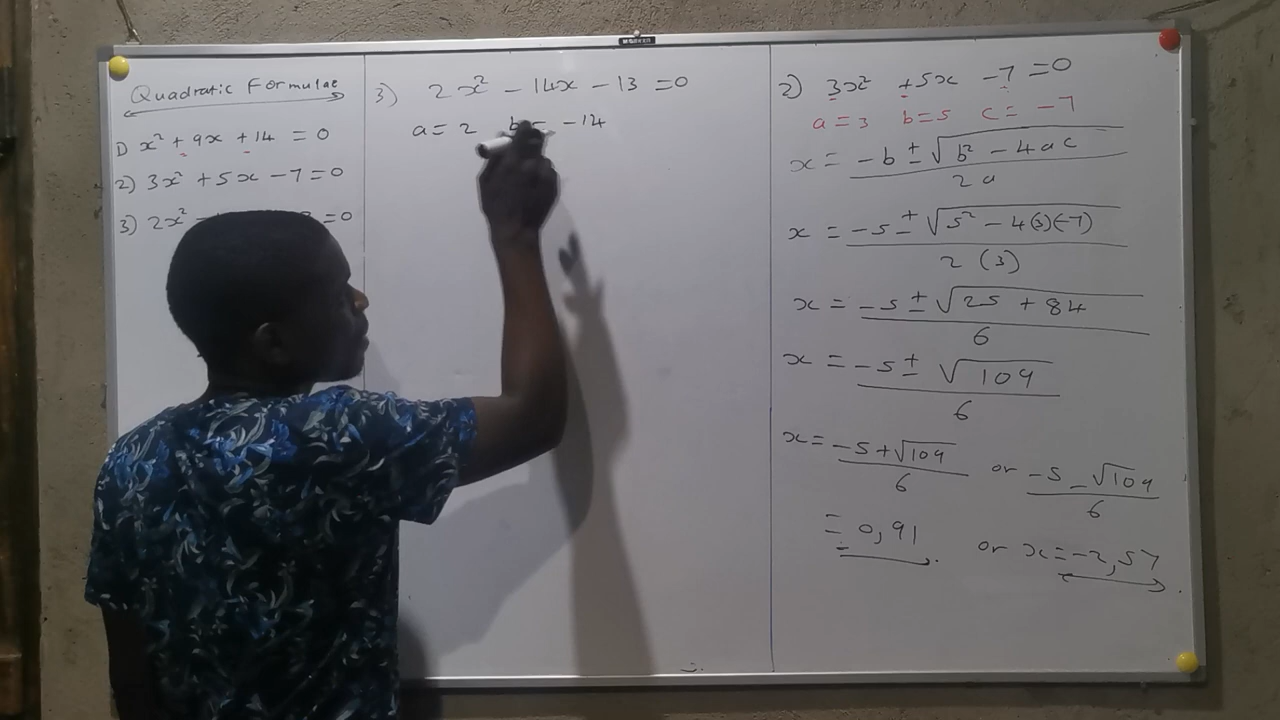 Quadratic Formulae
1) x² + 9x + 14 = 0
2) 3x² + 5x - 7 = 0
3) 2x² = 0
3) 2x² - 14x - 13 = 0
a = 2 b = -14
2) 3x² + 5x - 7 = 0
a = 3 b = 5 c = -7
x = -b ± √b² - 4ac
2a
x = -5 ± √5² - 4(3)(-7)
2 (3)
x = -5 ± √25 + 84
6
x = -5 ± √109
6
x = -5 + √109 or -5 - √109
6 6
= 0,91 or x = -2,57